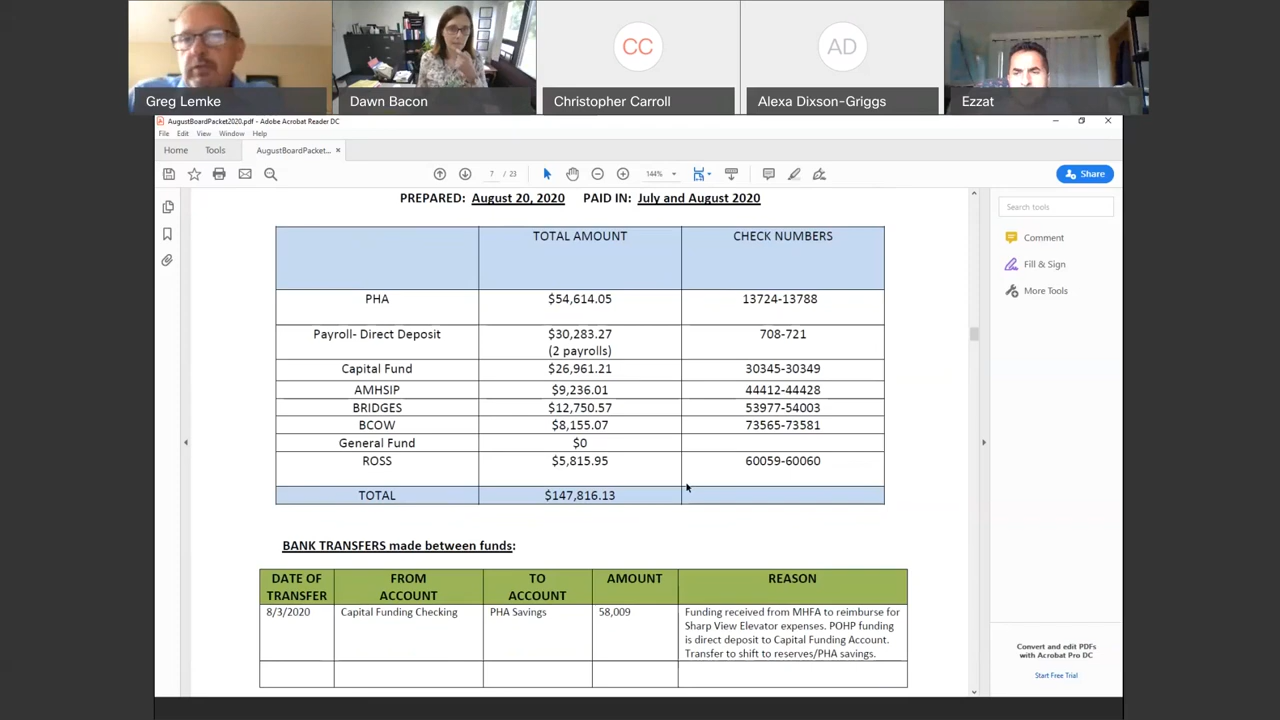 CC
AD
Greg Lemke
Dawn Bacon
Christopher Carroll
Alexa Dixson-Griggs
Ezzat
AugustBoardPacket2020.pdf - Adobe Acrobat Reader DC
File Edit View Window Help
Home Tools AugustBoardPacket... ×
7 / 23 144% Share
PREPARED: August 20, 2020 PAID IN: July and August 2020
Search tools
TOTAL AMOUNT CHECK NUMBERS
Comment
Fill & Sign
More Tools
PHA $54,614.05 13724-13788
Payroll- Direct Deposit $30,283.27 708-721
(2 payrolls)
Capital Fund $26,961.21 30345-30349
AMHSIP $9,236.01 44412-44428
BRIDGES $12,750.57 53977-54003
BCOW $8,155.07 73565-73581
General Fund $0
ROSS $5,815.95 60059-60060
TOTAL $147,816.13
BANK TRANSFERS made between funds:
DATE OF TRANSFER FROM ACCOUNT TO ACCOUNT AMOUNT REASON
8/3/2020 Capital Funding Checking PHA Savings 58,009 Funding received from MHFA to reimburse for
Sharp View Elevator expenses. POHP funding
is direct deposit to Capital Funding Account.
Transfer to shift to reserves/PHA savings.
Convert and edit PDFs
with Acrobat Pro DC
Start Free Trial